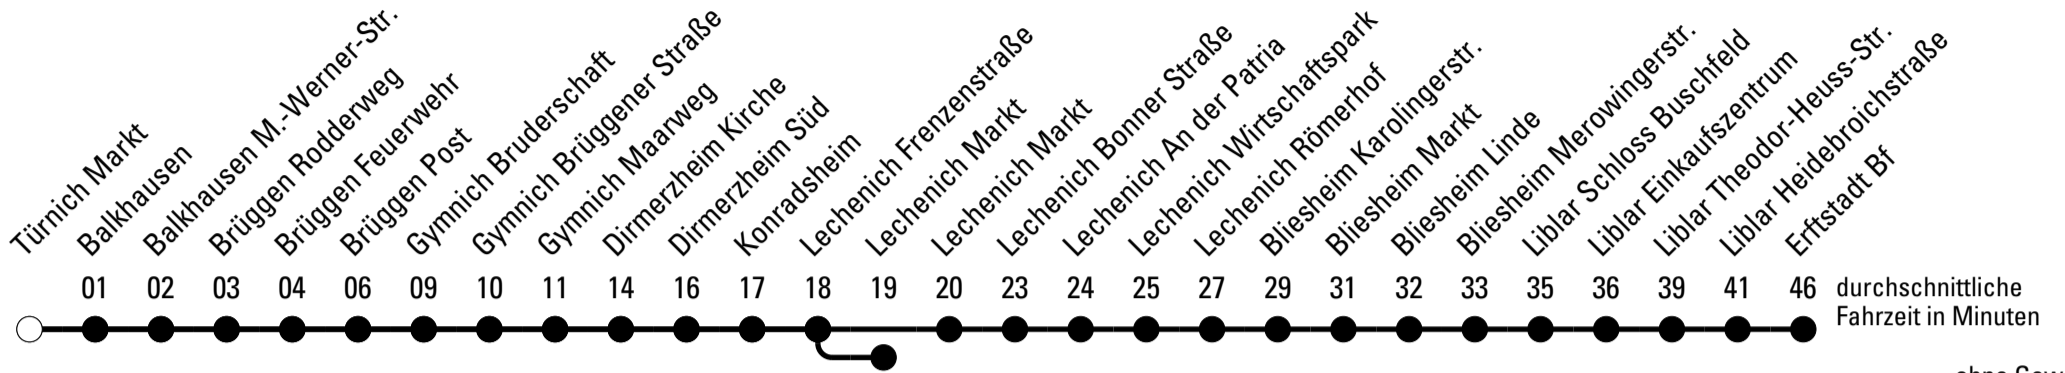 Türnich Markt
Balkhausen
Balkhausen M.-Werner-Str.
Brüggen Rodderweg
Brüggen Feuerwehr
Brüggen Post
Gymnich Bruderschaft
Gymnich Brüggener Straße
Gymnich Maarweg
Dirmerzheim Kirche
Dirmerzheim Süd
Konradsheim
Lechenich Frenzenstraße
Lechenich Markt
Lechenich Markt
Lechenich Bonner Straße
Lechenich An der Patria
Lechenich Wirtschaftspark
Lechenich Römerhof
Bliesheim Karolingerstr.
Bliesheim Markt
Bliesheim Linde
Bliesheim Merowingerstr.
Liblar Schloss Buschfeld
Liblar Einkaufszentrum
Liblar Theodor-Heuss-Str.
Liblar Heidebroichstraße
Erftstadt Bf
01 02 03 04 06 09 10 11 14 16 17 18 19 20 23 24 25 27 29 31 32 33 35 36 39 41 46 durchschnittliche
Fahrzeit in Minuten